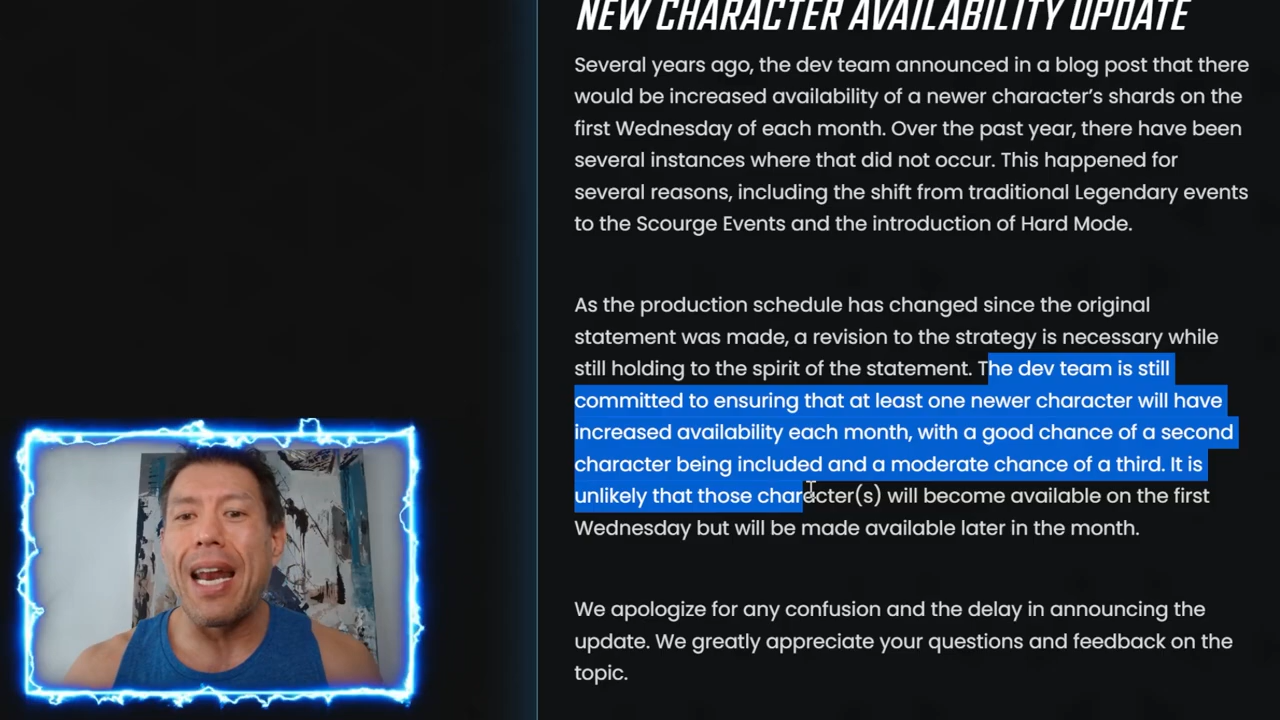 NEW CHARACTER AVAILABILITY UPDATE
Several years ago, the dev team announced in a blog post that there
would be increased availability of a newer character’s shards on the
first Wednesday of each month. Over the past year, there have been
several instances where that did not occur. This happened for
several reasons, including the shift from traditional Legendary events
to the Scourge Events and the introduction of Hard Mode.
As the production schedule has changed since the original
statement was made, a revision to the strategy is necessary while
still holding to the spirit of the statement. The dev team is still
committed to ensuring that at least one newer character will have
increased availability each month, with a good chance of a second
character being included and a moderate chance of a third. It is
unlikely that those character(s) will become available on the first
Wednesday but will be made available later in the month.
We apologize for any confusion and the delay in announcing the
update. We greatly appreciate your questions and feedback on the
topic.